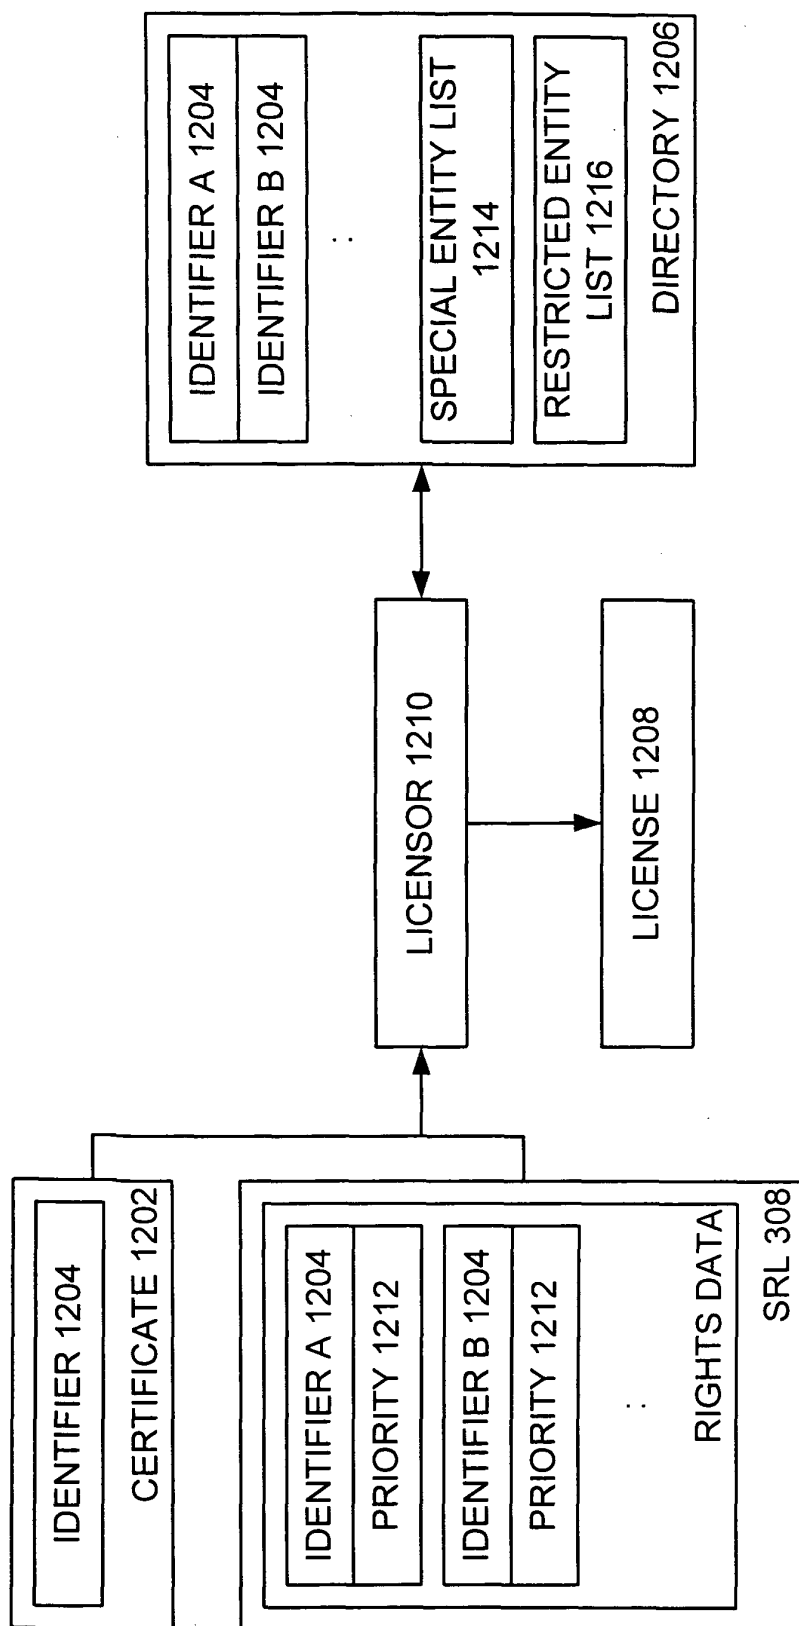 IDENTIFIER 1204
CERTIFICATE 1202
IDENTIFIER A 1204
PRIORITY 1212
IDENTIFIER B 1204
PRIORITY 1212
RIGHTS DATA
SRL 308
LICENSOR 1210
LICENSE 1208
IDENTIFIER A 1204
IDENTIFIER B 1204
SPECIAL ENTITY LIST
1214
RESTRICTED ENTITY
LIST 1216
DIRECTORY 1206